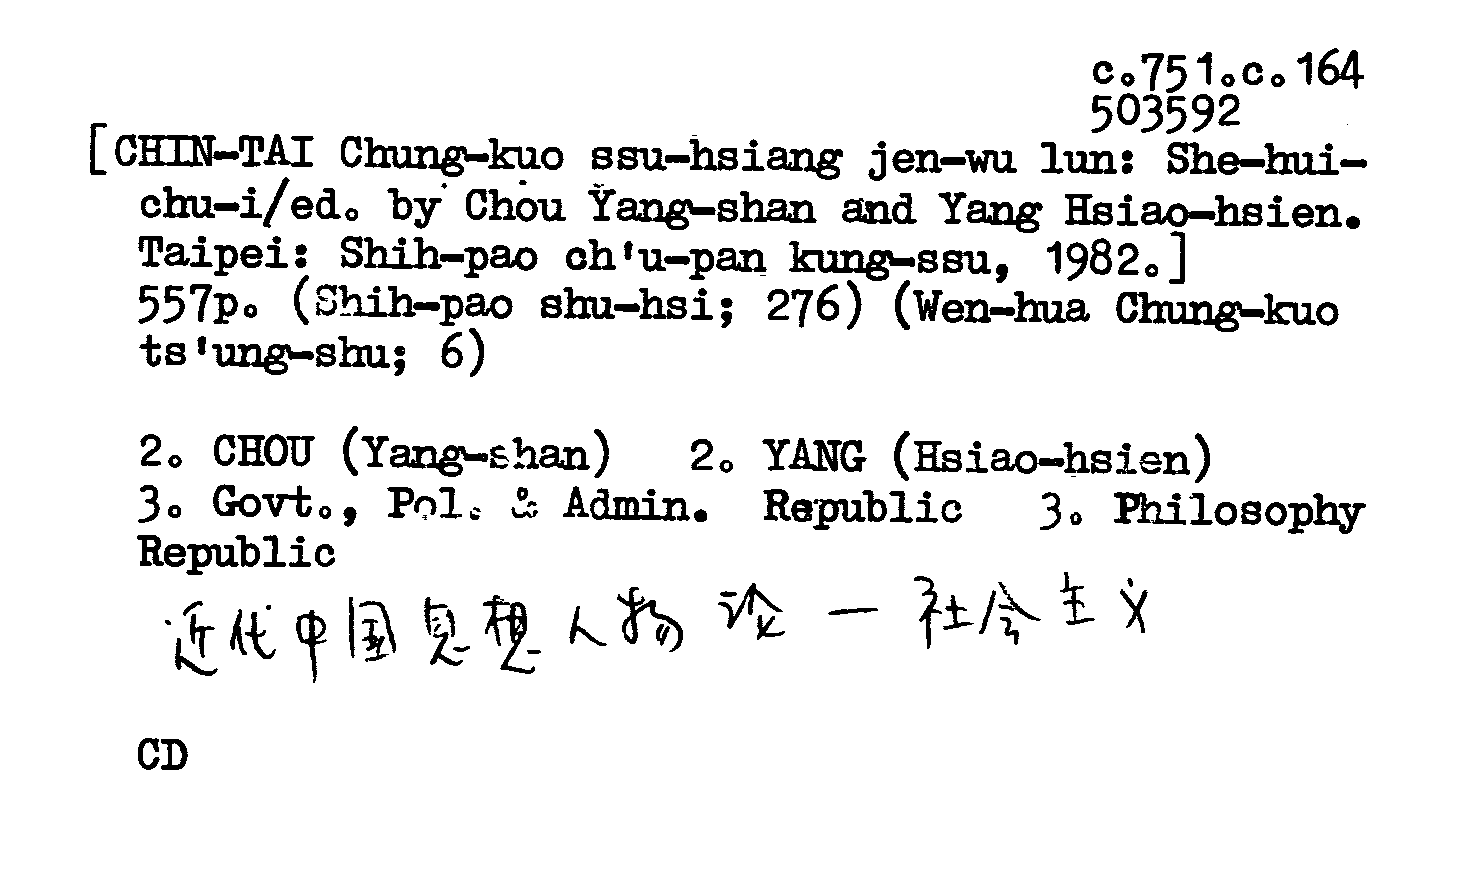 c.751.c.164
503592
[CHIN-TAI Chung-kuo ssu-hsiang jen-wu lun: She-hui-
chu-i/ed. by Chou Yang-shan and Yang Hsiao-hsien.
Taipei: Shih-pao ch'u-pan kung-ssu, 1982.]
557p. (Shih-pao shu-hsi; 276) (Wen-hua Chung-kuo
ts'ung-shu; 6)
2. CHOU (Yang-shan) 2. YANG (Hsiao-hsien)
3. Govt., Pol. & Admin. Republic 3. Philosophy
Republic
近代中国思想人物论—社会主义
CD